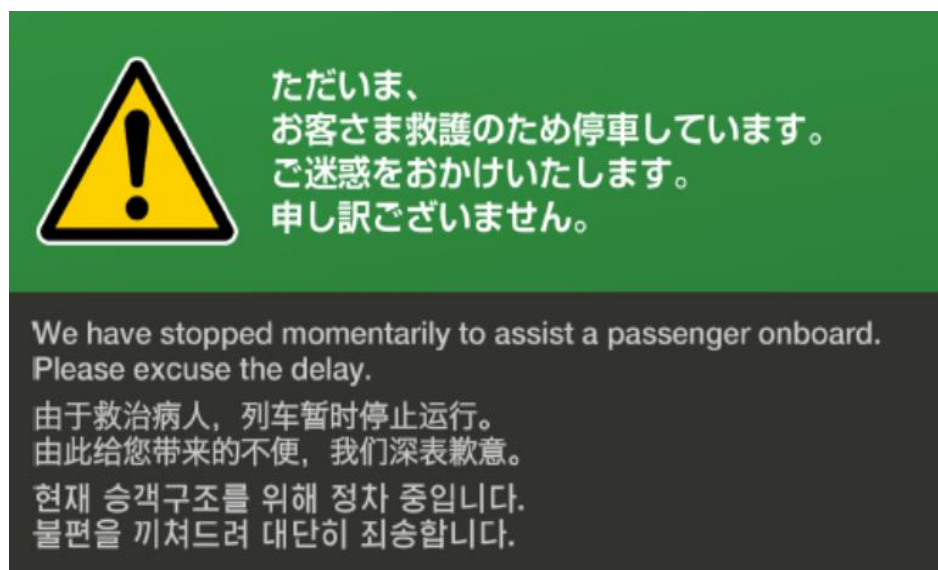 ただいま、
お客さま救護のため停車しています。
ご迷惑をおかけいたします。
申し訳ございません。
We have stopped momentarily to assist a passenger onboard.
Please excuse the delay.
由于救治病人，列车暂时停止运行。
由此给您带来的不便，我们深表歉意。
현재 승객구조를 위해 정차 중입니다.
불편을 끼쳐드려 대단히 죄송합니다.